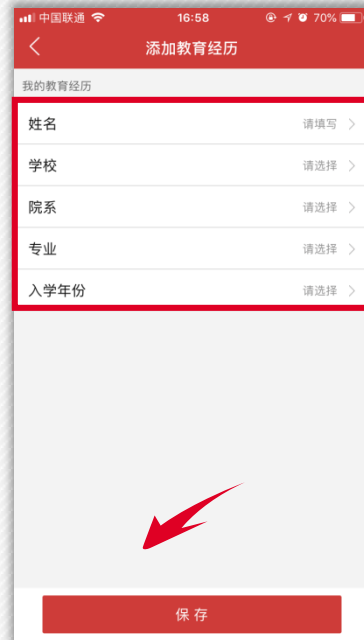 中国联通 16:58 70%
添加教育经历
我的教育经历
姓名 请填写
学校 请选择
院系 请选择
专业 请选择
入学年份 请选择
保存